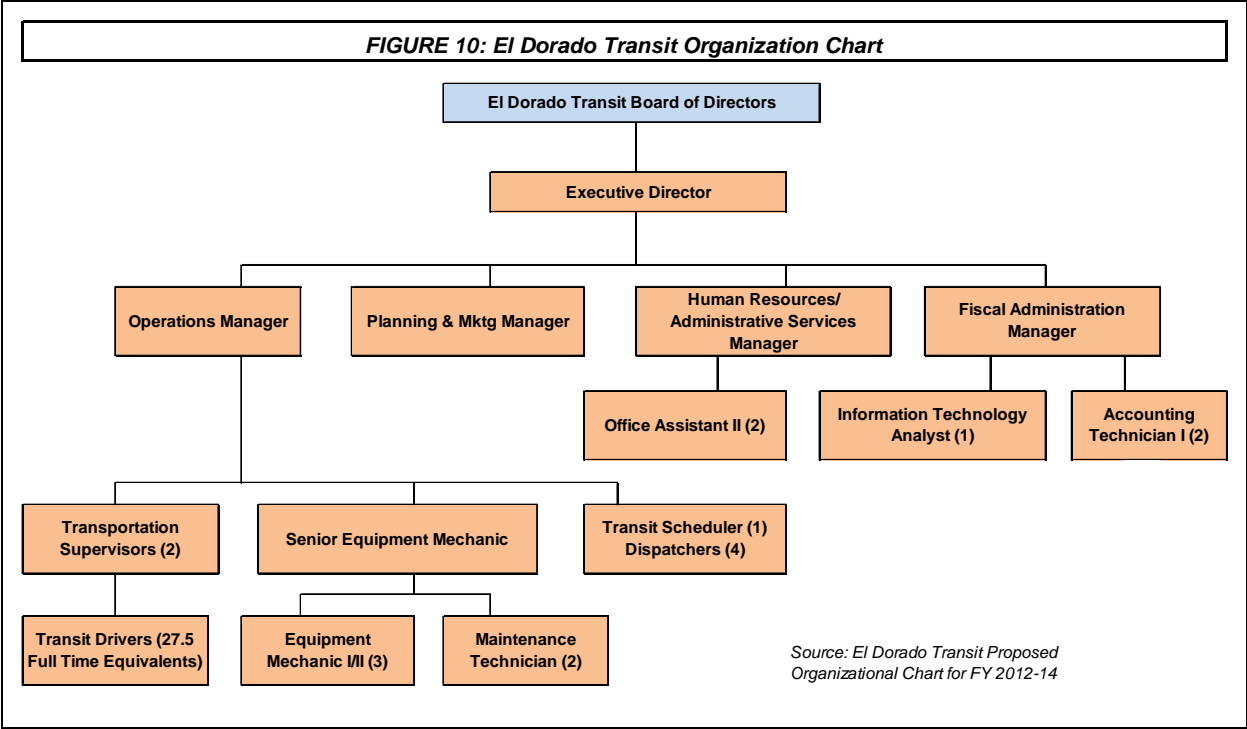 FIGURE 10: El Dorado Transit Organization Chart
El Dorado Transit Board of Directors
Executive Director
Operations Manager
Planning & Mktg Manager
Human Resources/
Administrative Services
Manager
Fiscal Administration
Manager
Office Assistant II (2)
Information Technology
Analyst (1)
Accounting
Technician I (2)
Transportation
Supervisors (2)
Senior Equipment Mechanic
Transit Scheduler (1)
Dispatchers (4)
Transit Drivers (27.5
Full Time Equivalents)
Equipment
Mechanic I/II (3)
Maintenance
Technician (2)
Source: El Dorado Transit Proposed
Organizational Chart for FY 2012-14